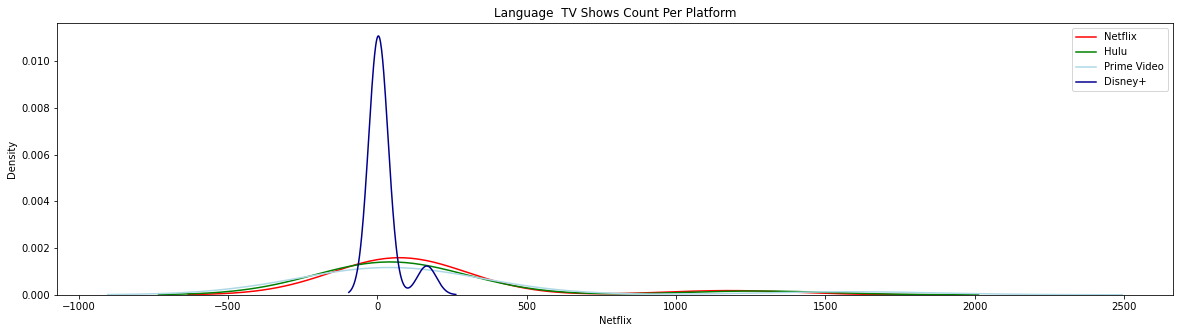 Language  TV Shows Count Per Platform
Netflix
Hulu
Prime Video
Disney+
Density
0.010
0.008
0.006
0.004
0.002
0.000
−1000
−500
0
500
1000
1500
2000
2500
Netflix